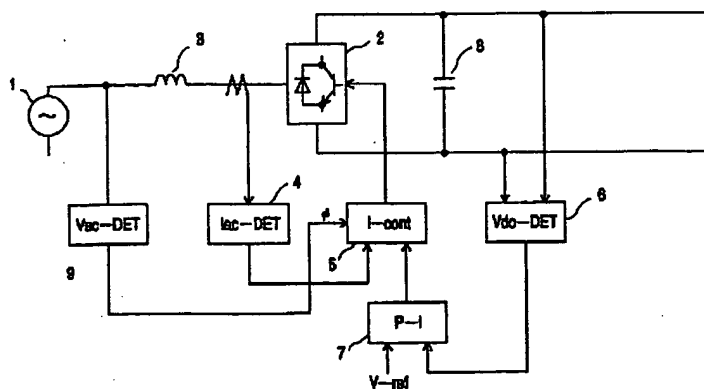 3
2
8
1
~
4
6
Vac-DET
Iac-DET
φ
I-cont
Vdc-DET
9
5
P-I
7
V-ref